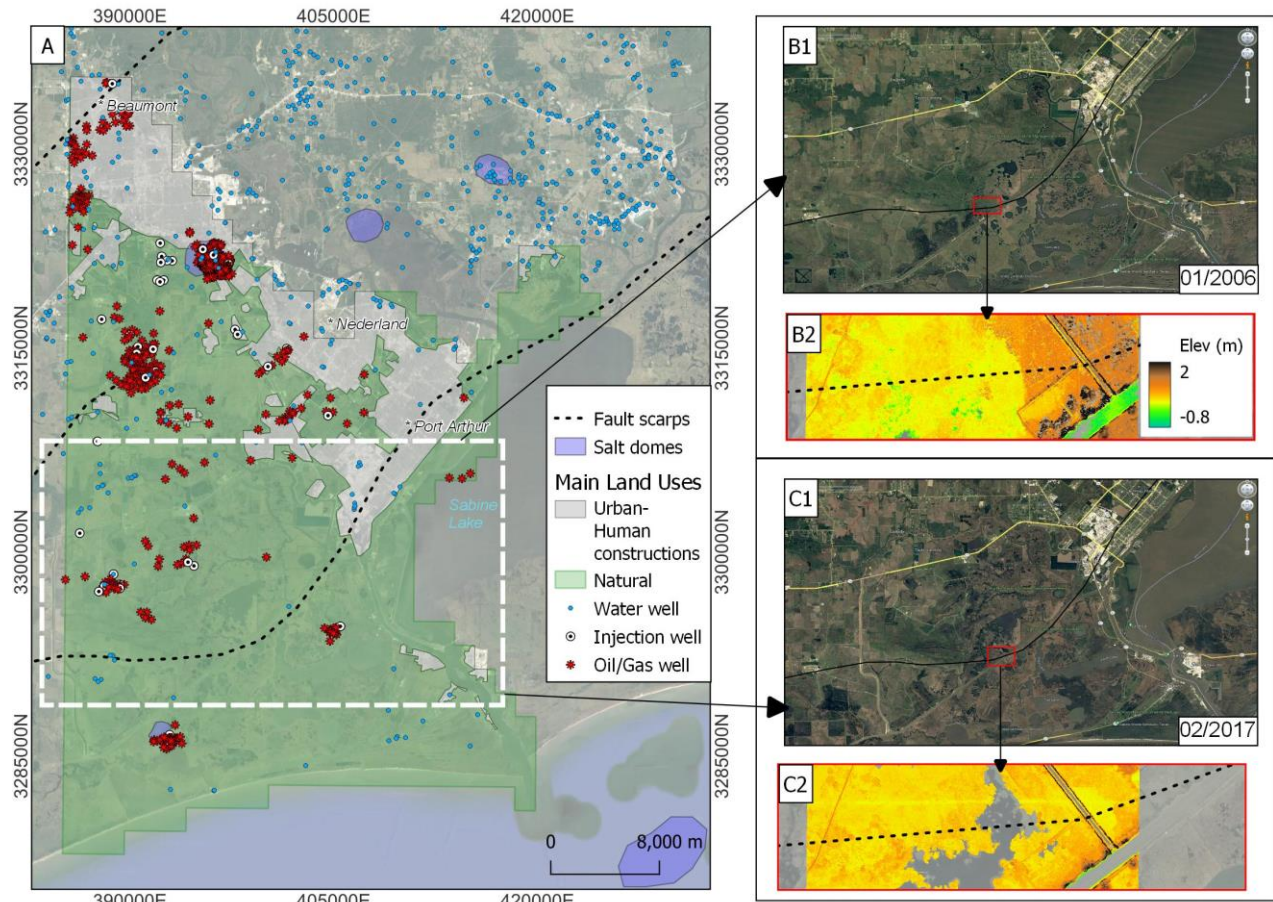 390000E
405000E
420000E
A
* Beaumont
3330000N
3330000N
* Nederland
3315000N
3315000N
* Port Arthur
Sabine
Lake
3300000N
3300000N
3285000N
3285000N
Fault scarps
Salt domes
Main Land Uses
Urban-
Human
constructions
Natural
Water well
Injection well
Oil/Gas well
0 8,000 m
390000E
405000E
420000E
B1
01/2006
B2
Elev (m)
2
-0.8
C1
02/2017
C2